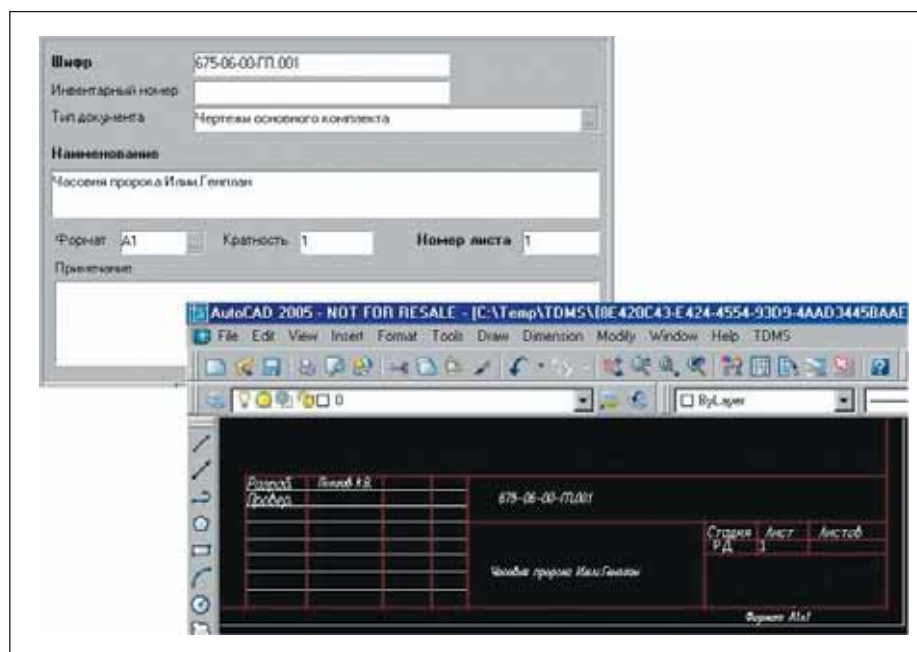 Шифр 675-06-00-ГП.001
Инвентарный номер
Тип документа Чертежи основного комплекта ...
Наименование
Часовня пророка Илии.Генплан
Формат А1 ... Кратность 1 Номер листа 1
Примечание
AutoCAD 2005 - NOT FOR RESALE - [C:\Temp\TDMS\{8E420C43-E424-4554-93D9-4AAD3445BAAE
File Edit View Insert Format Tools Draw Dimension Modify Window Help TDMS
0 ByLayer
Разраб.
Провер.
675-06-00-ГП.001
Стадия Лист Листов
РД 1
Часовня пророка Илии.Генплан
Формат А1х1